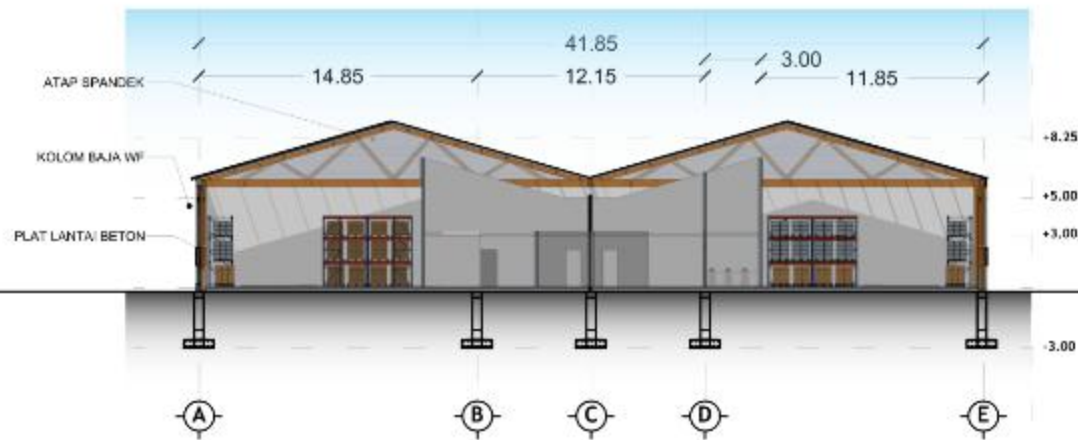 41.85
3.00
14.85
12.15
11.85
ATAP SPANDEK
+8.25
KOLOM BAJA WF
+5.00
PLAT LANTAI BETON
+3.00
-3.00
A
B
C
D
E